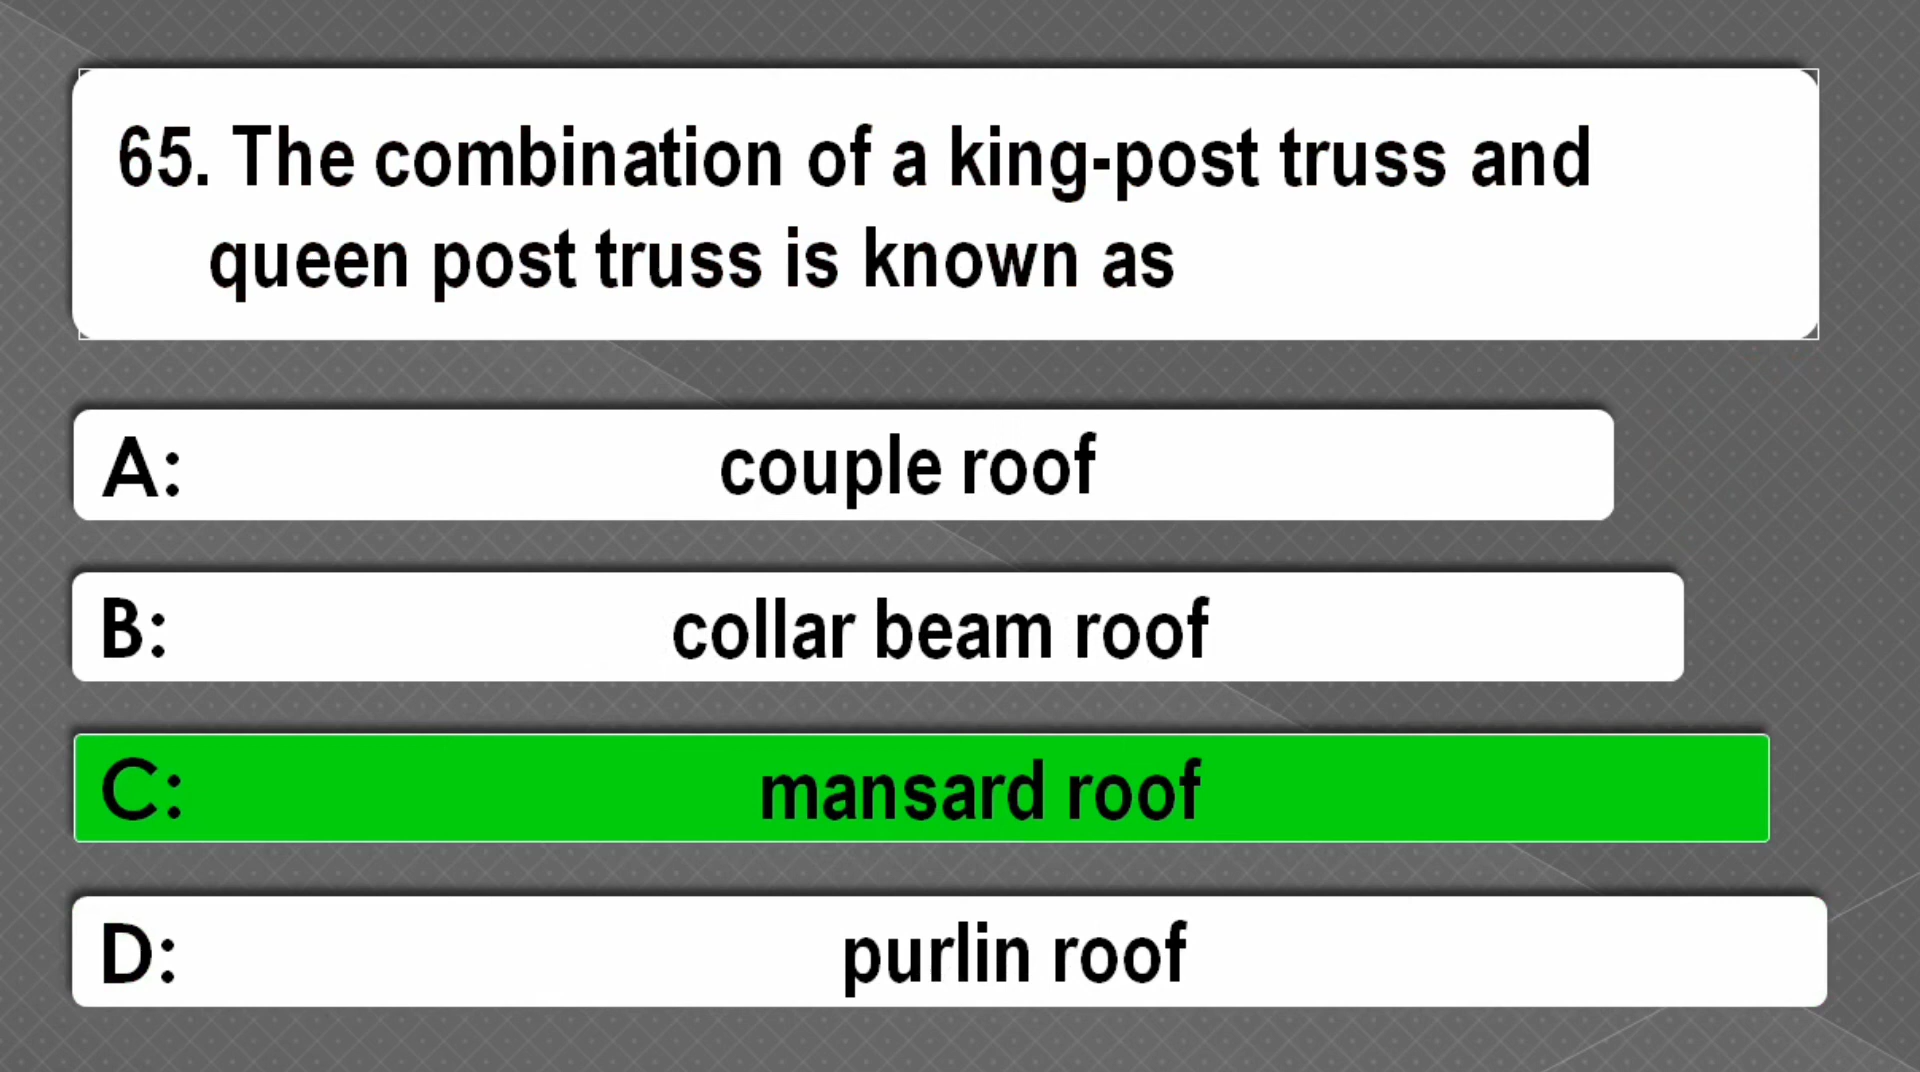 65. The combination of a king-post truss and
queen post truss is known as
A: couple roof
B: collar beam roof
C: mansard roof
D: purlin roof